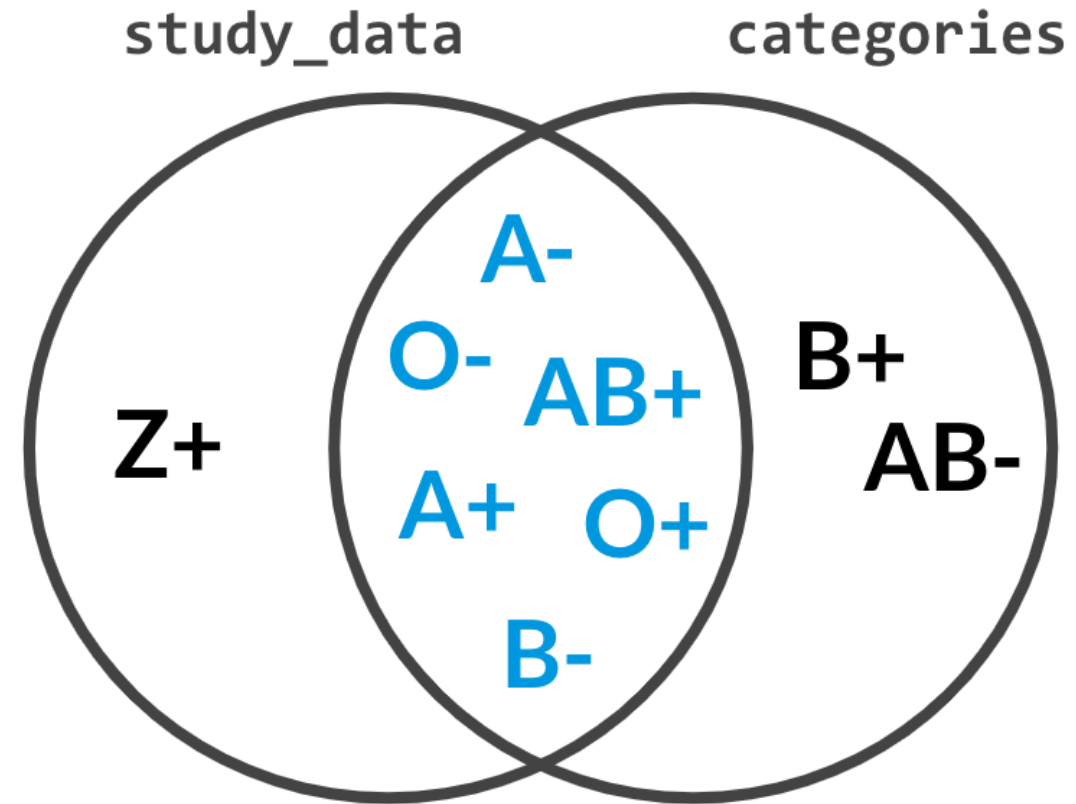 study_data
categories
A-
O-
B+
AB+
Z+
AB-
A+
O+
B-